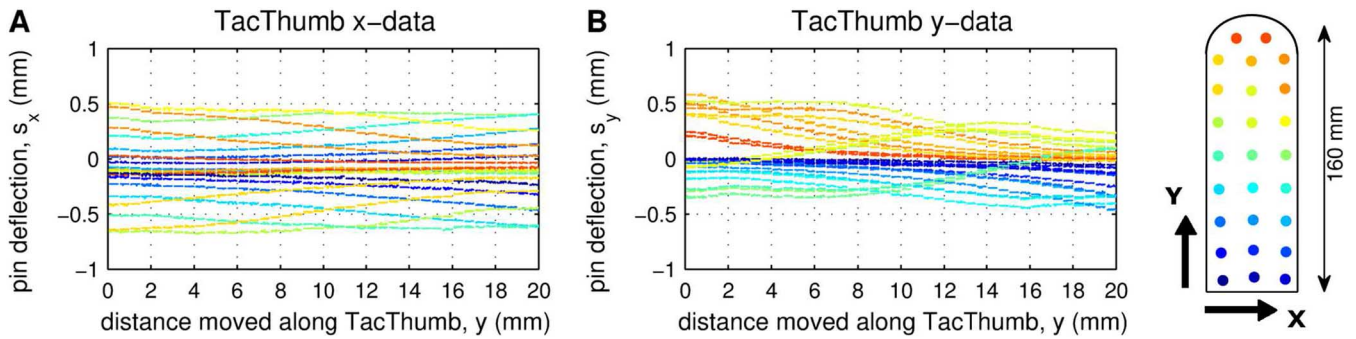 A
TacThumb x−data
pin deflection, s_x (mm)
1
0.5
0
−0.5
−1
0 2 4 6 8 10 12 14 16 18 20
distance moved along TacThumb, y (mm)
B
TacThumb y−data
pin deflection, s_y (mm)
1
0.5
0
−0.5
−1
0 2 4 6 8 10 12 14 16 18 20
distance moved along TacThumb, y (mm)
160 mm
Y
X